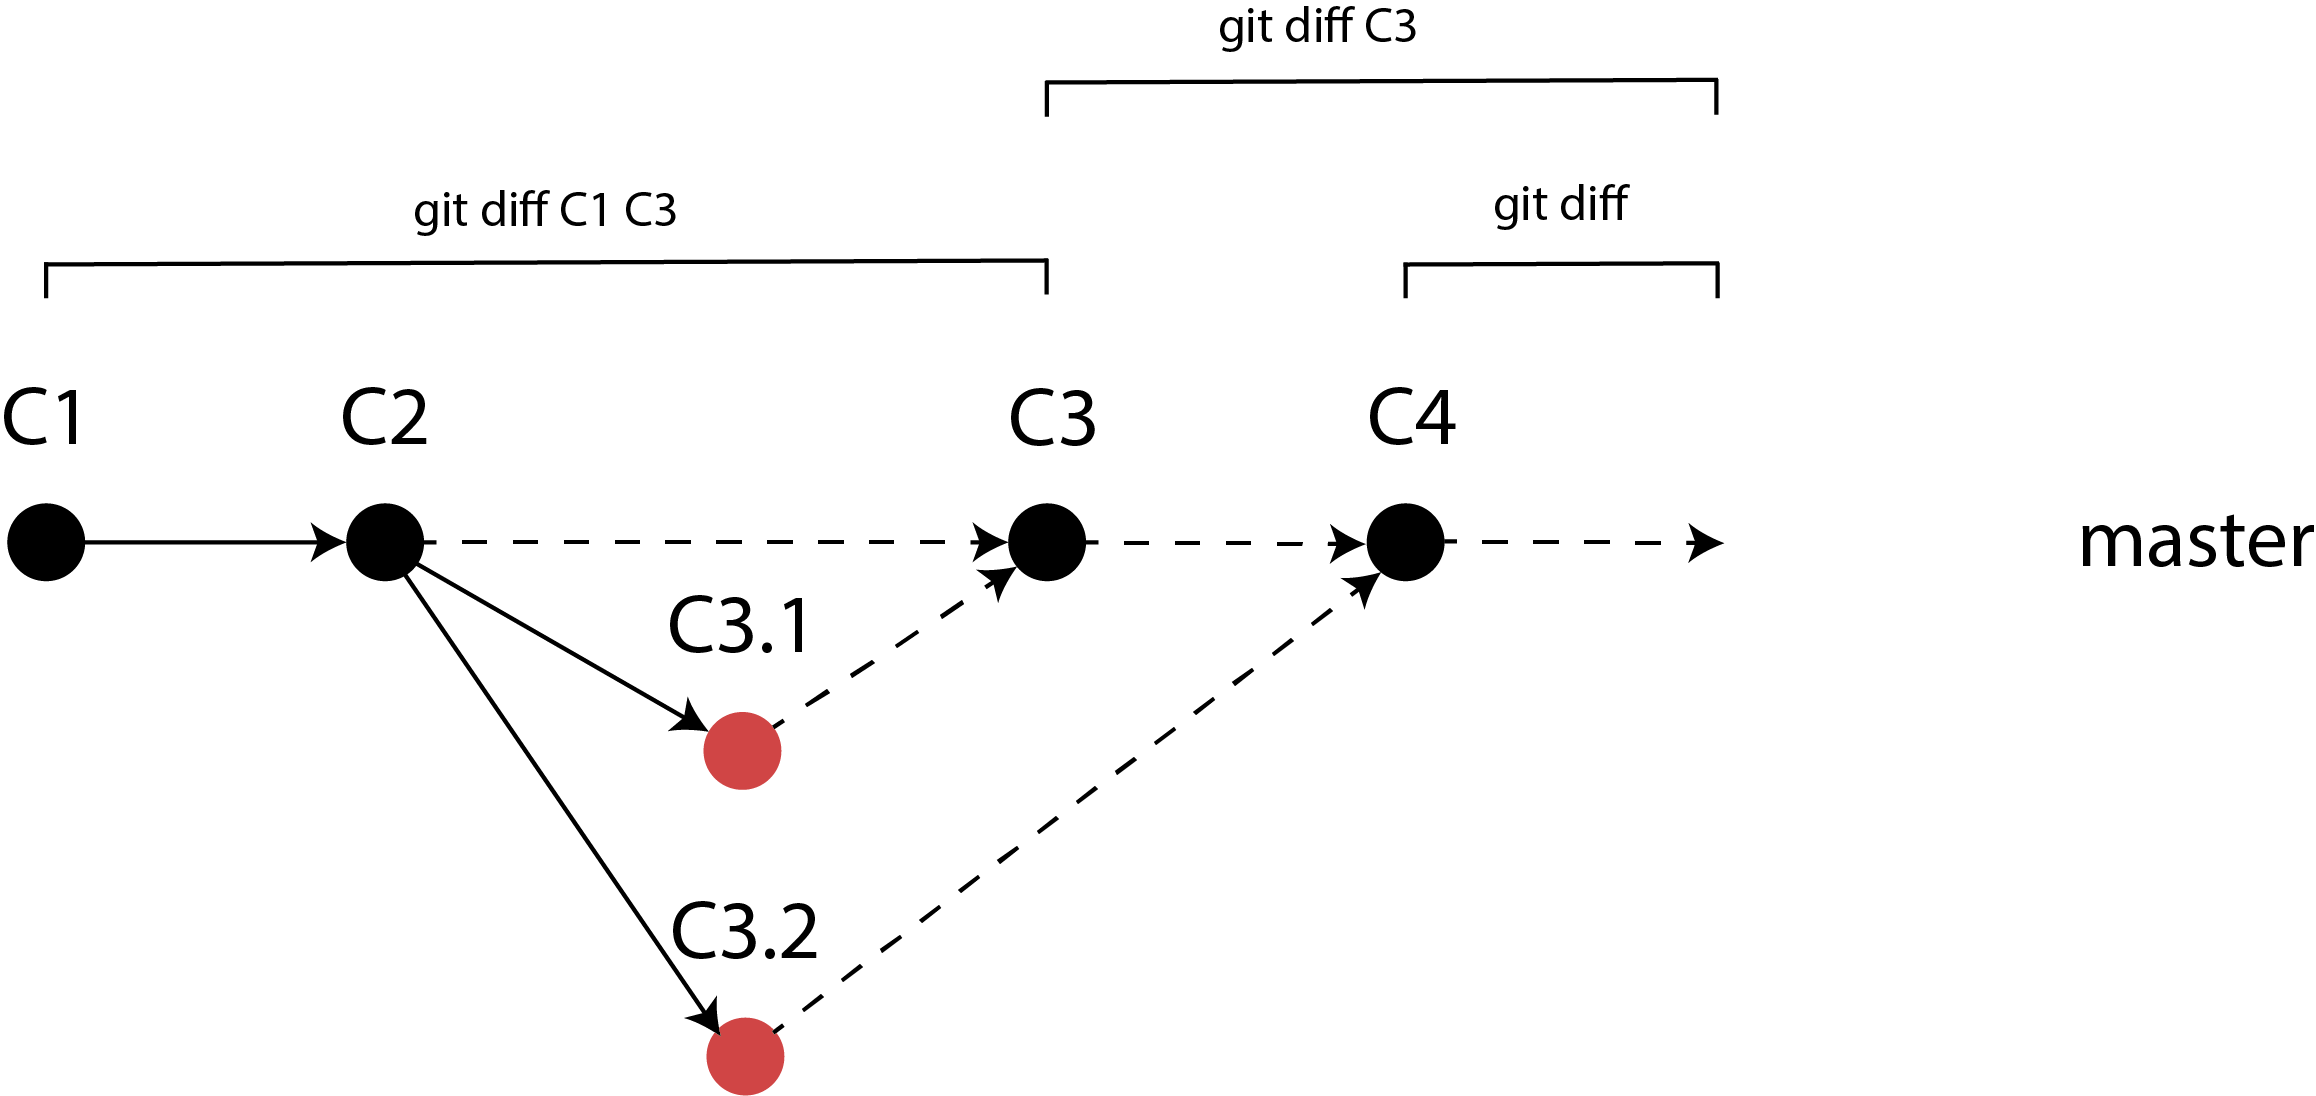 git diff C3
git diff C1 C3
git diff
C1
C2
C3
C4
master
C3.1
C3.2